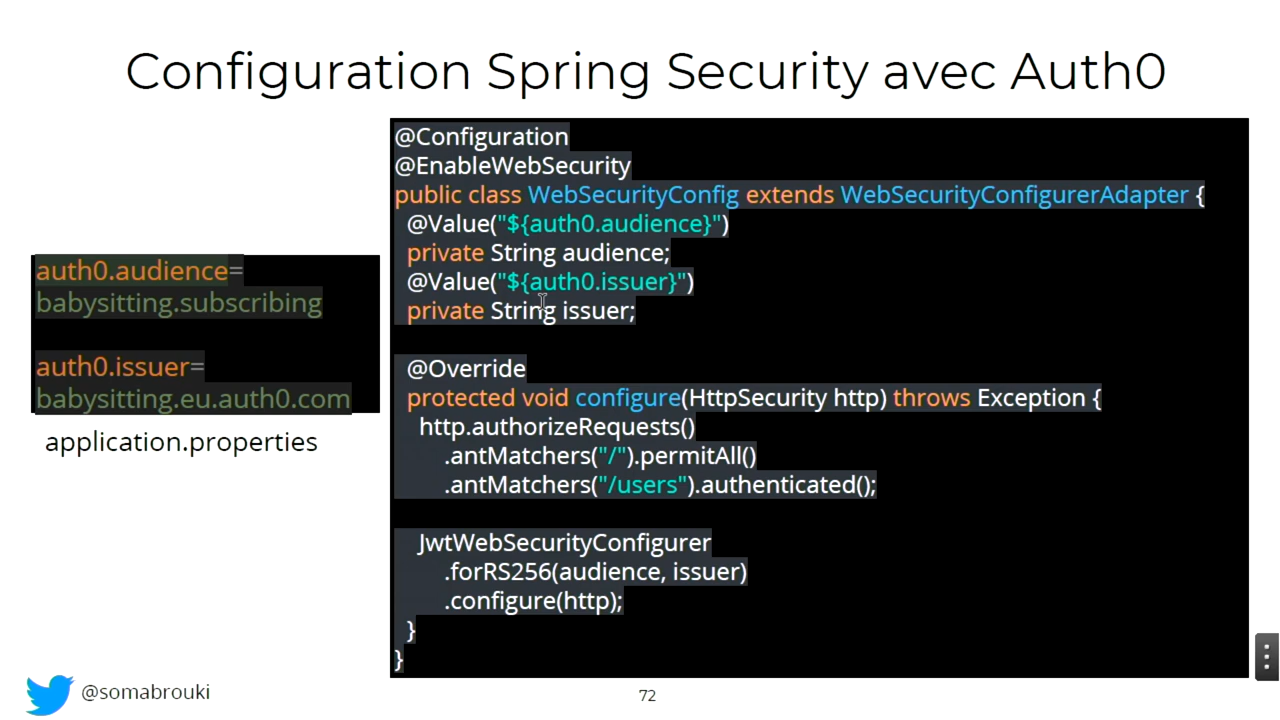 Configuration Spring Security avec Auth0
auth0.audience=
babysitting.subscribing
auth0.issuer=
babysitting.eu.auth0.com
application.properties
@Configuration
@EnableWebSecurity
public class WebSecurityConfig extends WebSecurityConfigurerAdapter {
@Value("${auth0.audience}")
private String audience;
@Value("${auth0.issuer}")
private String issuer;
@Override
protected void configure(HttpSecurity http) throws Exception {
http.authorizeRequests()
.antMatchers("/").permitAll()
.antMatchers("/users").authenticated();
JwtWebSecurityConfigurer
.forRS256(audience, issuer)
.configure(http);
}
}
@somabrouki
72